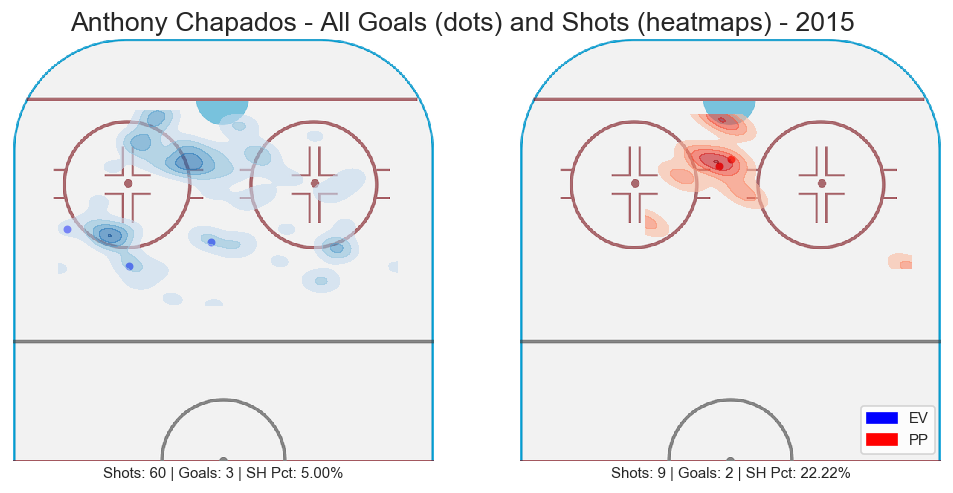 Anthony Chapados - All Goals (dots) and Shots (heatmaps) - 2015
EV
PP
Shots: 60 | Goals: 3 | SH Pct: 5.00%
Shots: 9 | Goals: 2 | SH Pct: 22.22%